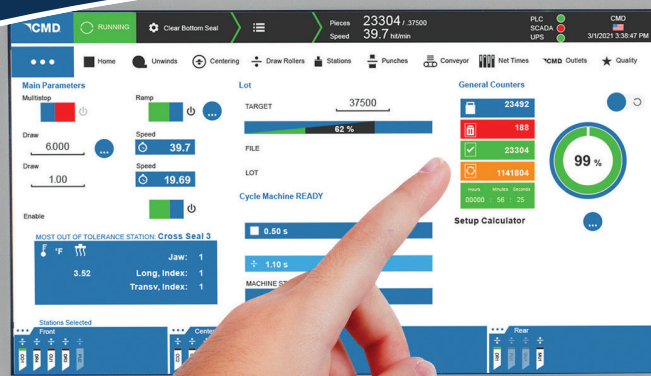 CMD
RUNNING
Clear Bottom Seal
Pieces 23304 / .37500
Speed 39.7 hit/min
PLC
SCADA
UPS
CMD
3/1/2021 3:38:47 PM
Home
Unwinds
Centering
Draw Rollers
Stations
Punches
Conveyor
Net Times
CMD Outlets
Quality
Main Parameters
Multistop
Ramp
Draw
6.000
Speed
39.7
Draw
1.00
Speed
19.69
Enable
MOST OUT OF TOLERANCE STATION: Cross Seal 3
°F
3.52
Jaw: 1
Long, Index: 1
Transv, Index: 1
Lot
TARGET 37500
62 %
FILE
LOT
Cycle Machine READY
0.50 s
1.10 s
MACHINE
General Counters
23492
188
23304
1141804
Hours Minutes Seconds
00000 : 56 : 25
99 %
Setup Calculator
Stations Selected
Front
Rear